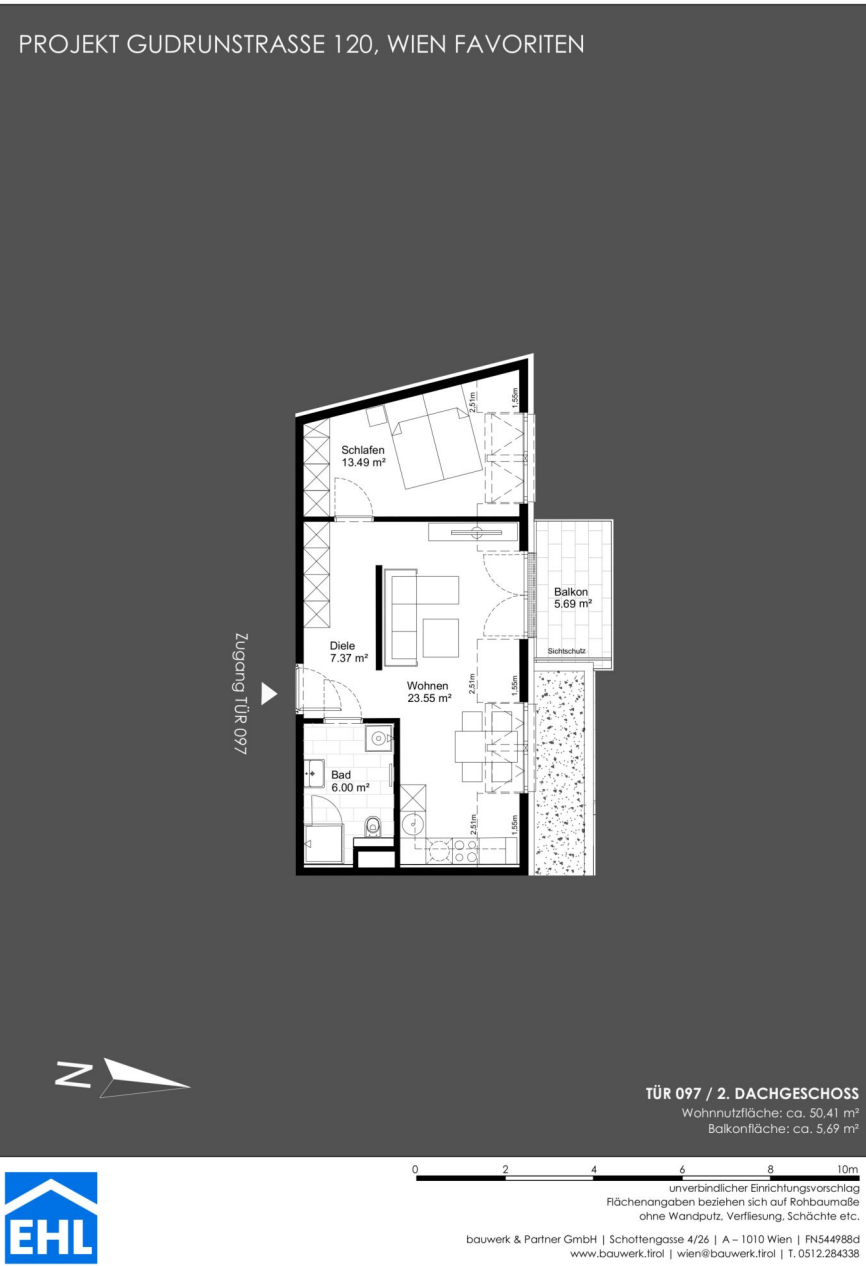 PROJEKT GUDRUNSTRASSE 120, WIEN FAVORITEN
2,51m
1,55m
Schlafen
13.49 m²
Balkon
5.69 m²
Sichtschutz
Diele
7.37 m²
Zugang TÜR 097
Wohnen
23.55 m²
2,51m
1,55m
Bad
6.00 m²
2,51m
1,55m
N
TÜR 097 / 2. DACHGESCHOSS
Wohnnutzfläche: ca. 50,41 m²
Balkonfläche: ca. 5,69 m²
0 2 4 6 8 10m
unverbindlicher Einrichtungsvorschlag
Flächenangaben beziehen sich auf Rohbaumaße
ohne Wandputz, Verfliesung, Schächte etc.
EHL
bauwerk & Partner GmbH | Schottengasse 4/26 | A – 1010 Wien | FN544988d
www.bauwerk.tirol | wien@bauwerk.tirol | T. 0512.284338